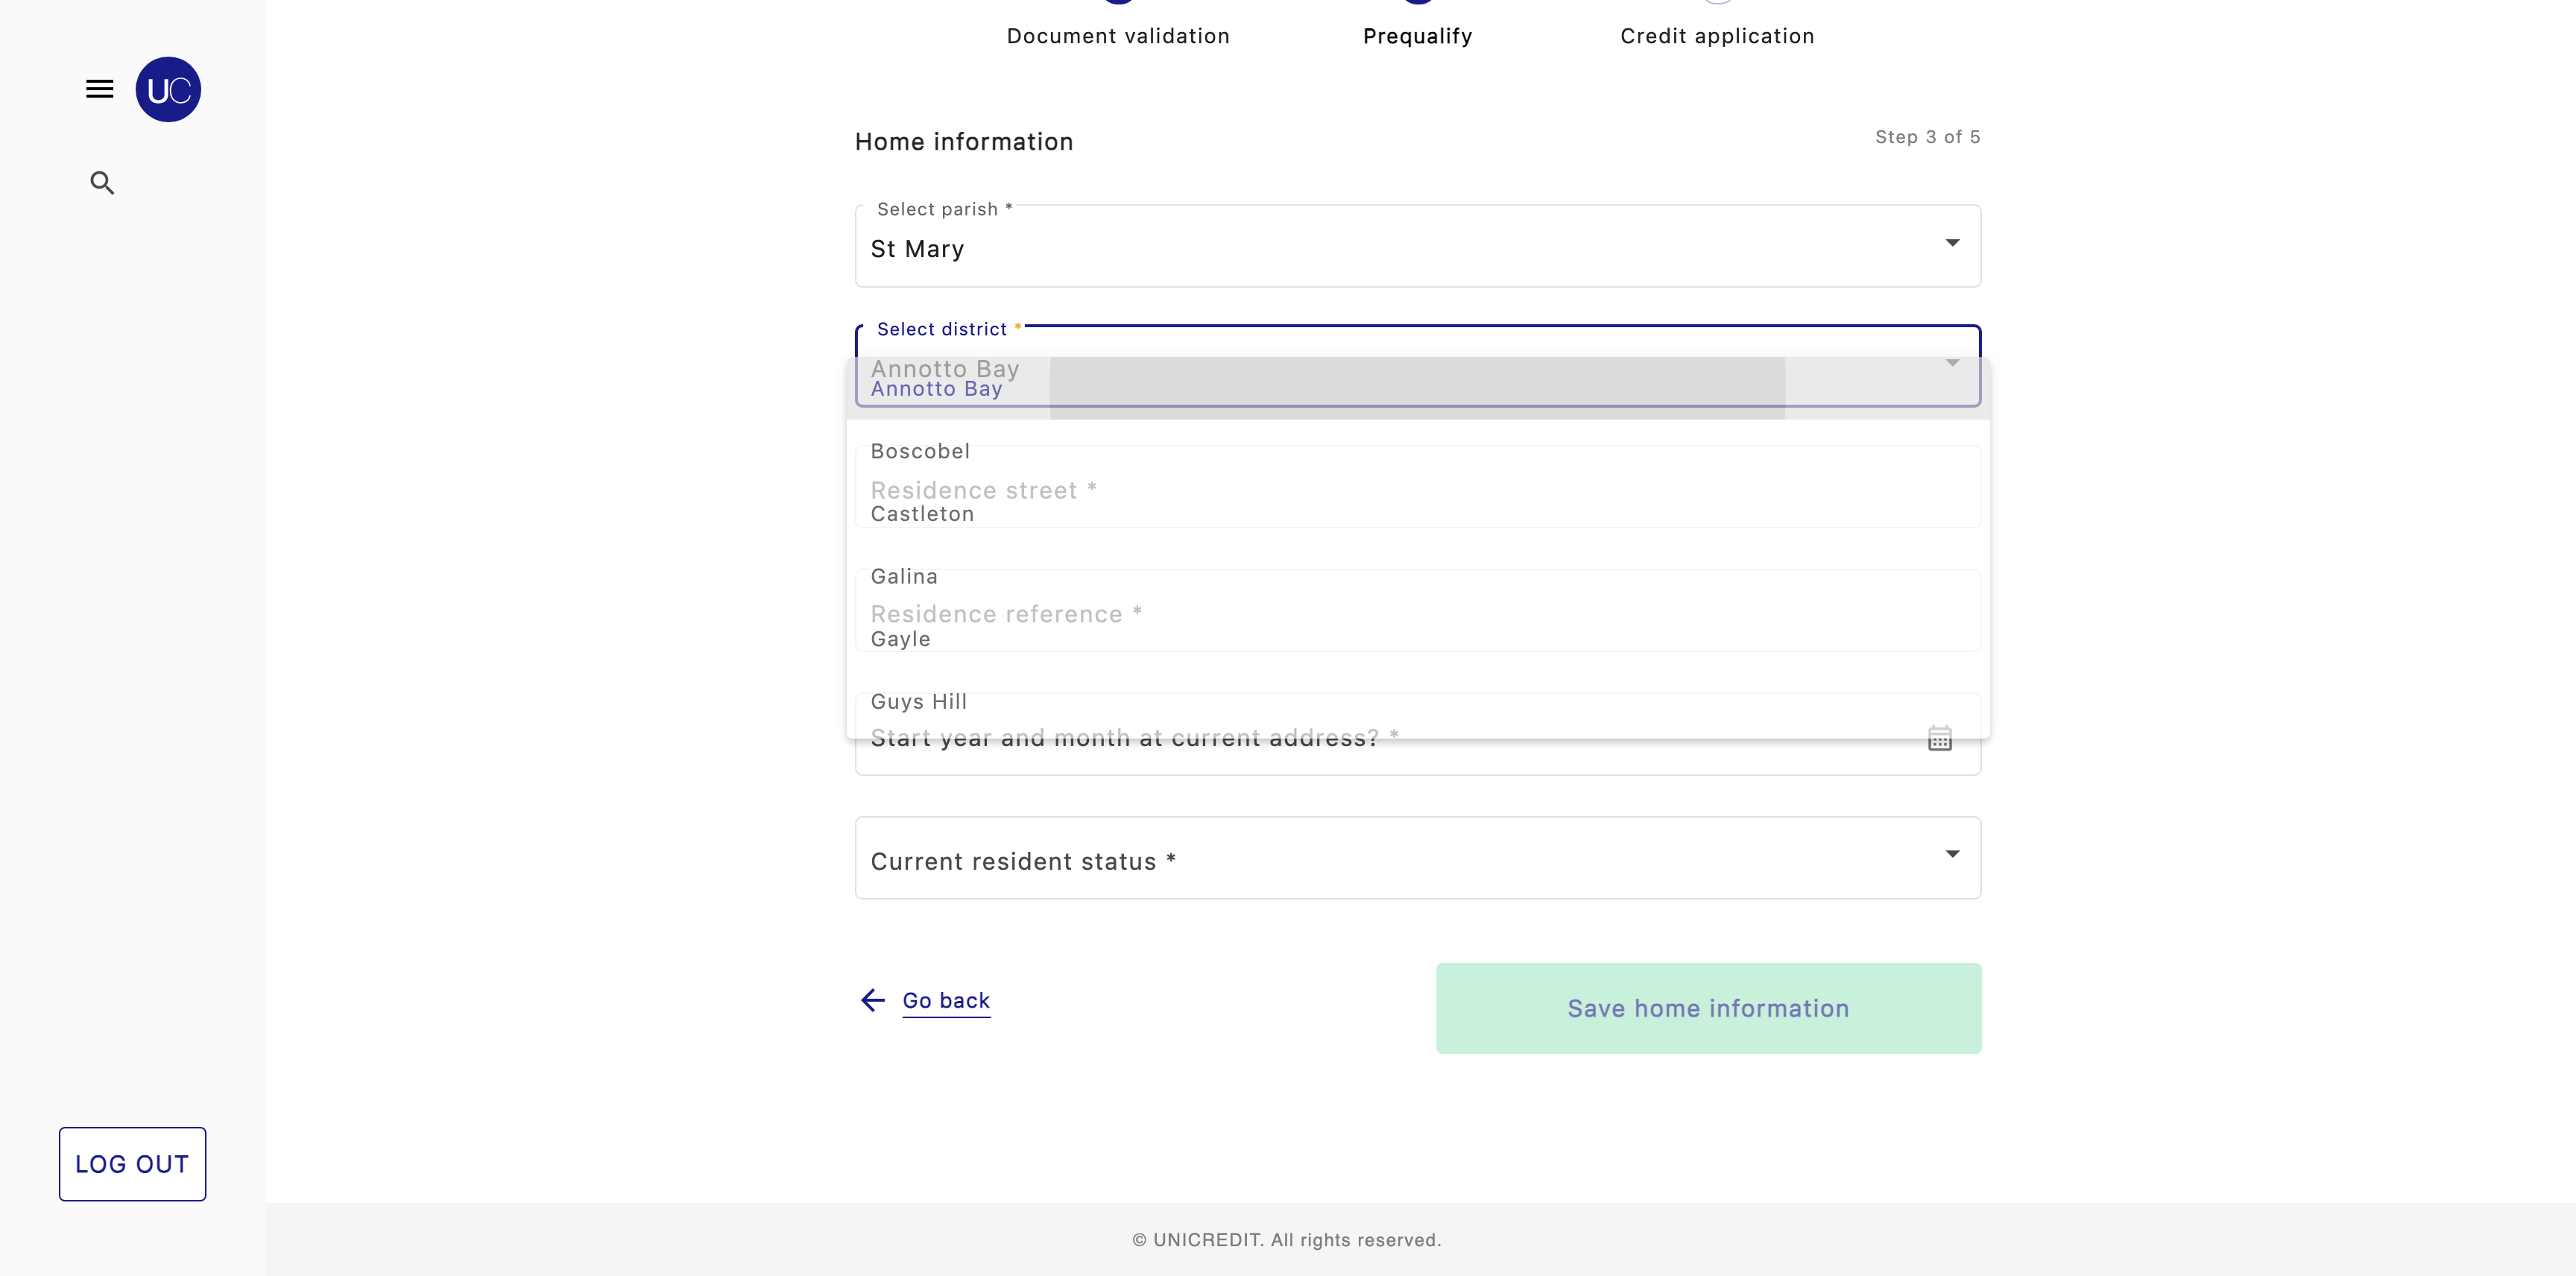 Document validation
Prequalify
Credit application
UC
Home information
Step 3 of 5
Select parish *
St Mary
Select district *
Annotto Bay
Annotto Bay
Boscobel
Residence street *
Castleton
Galina
Residence reference *
Gayle
Guys Hill
Start year and month at current address? *
Current resident status *
Go back
Save home information
LOG OUT
© UNICREDIT. All rights reserved.